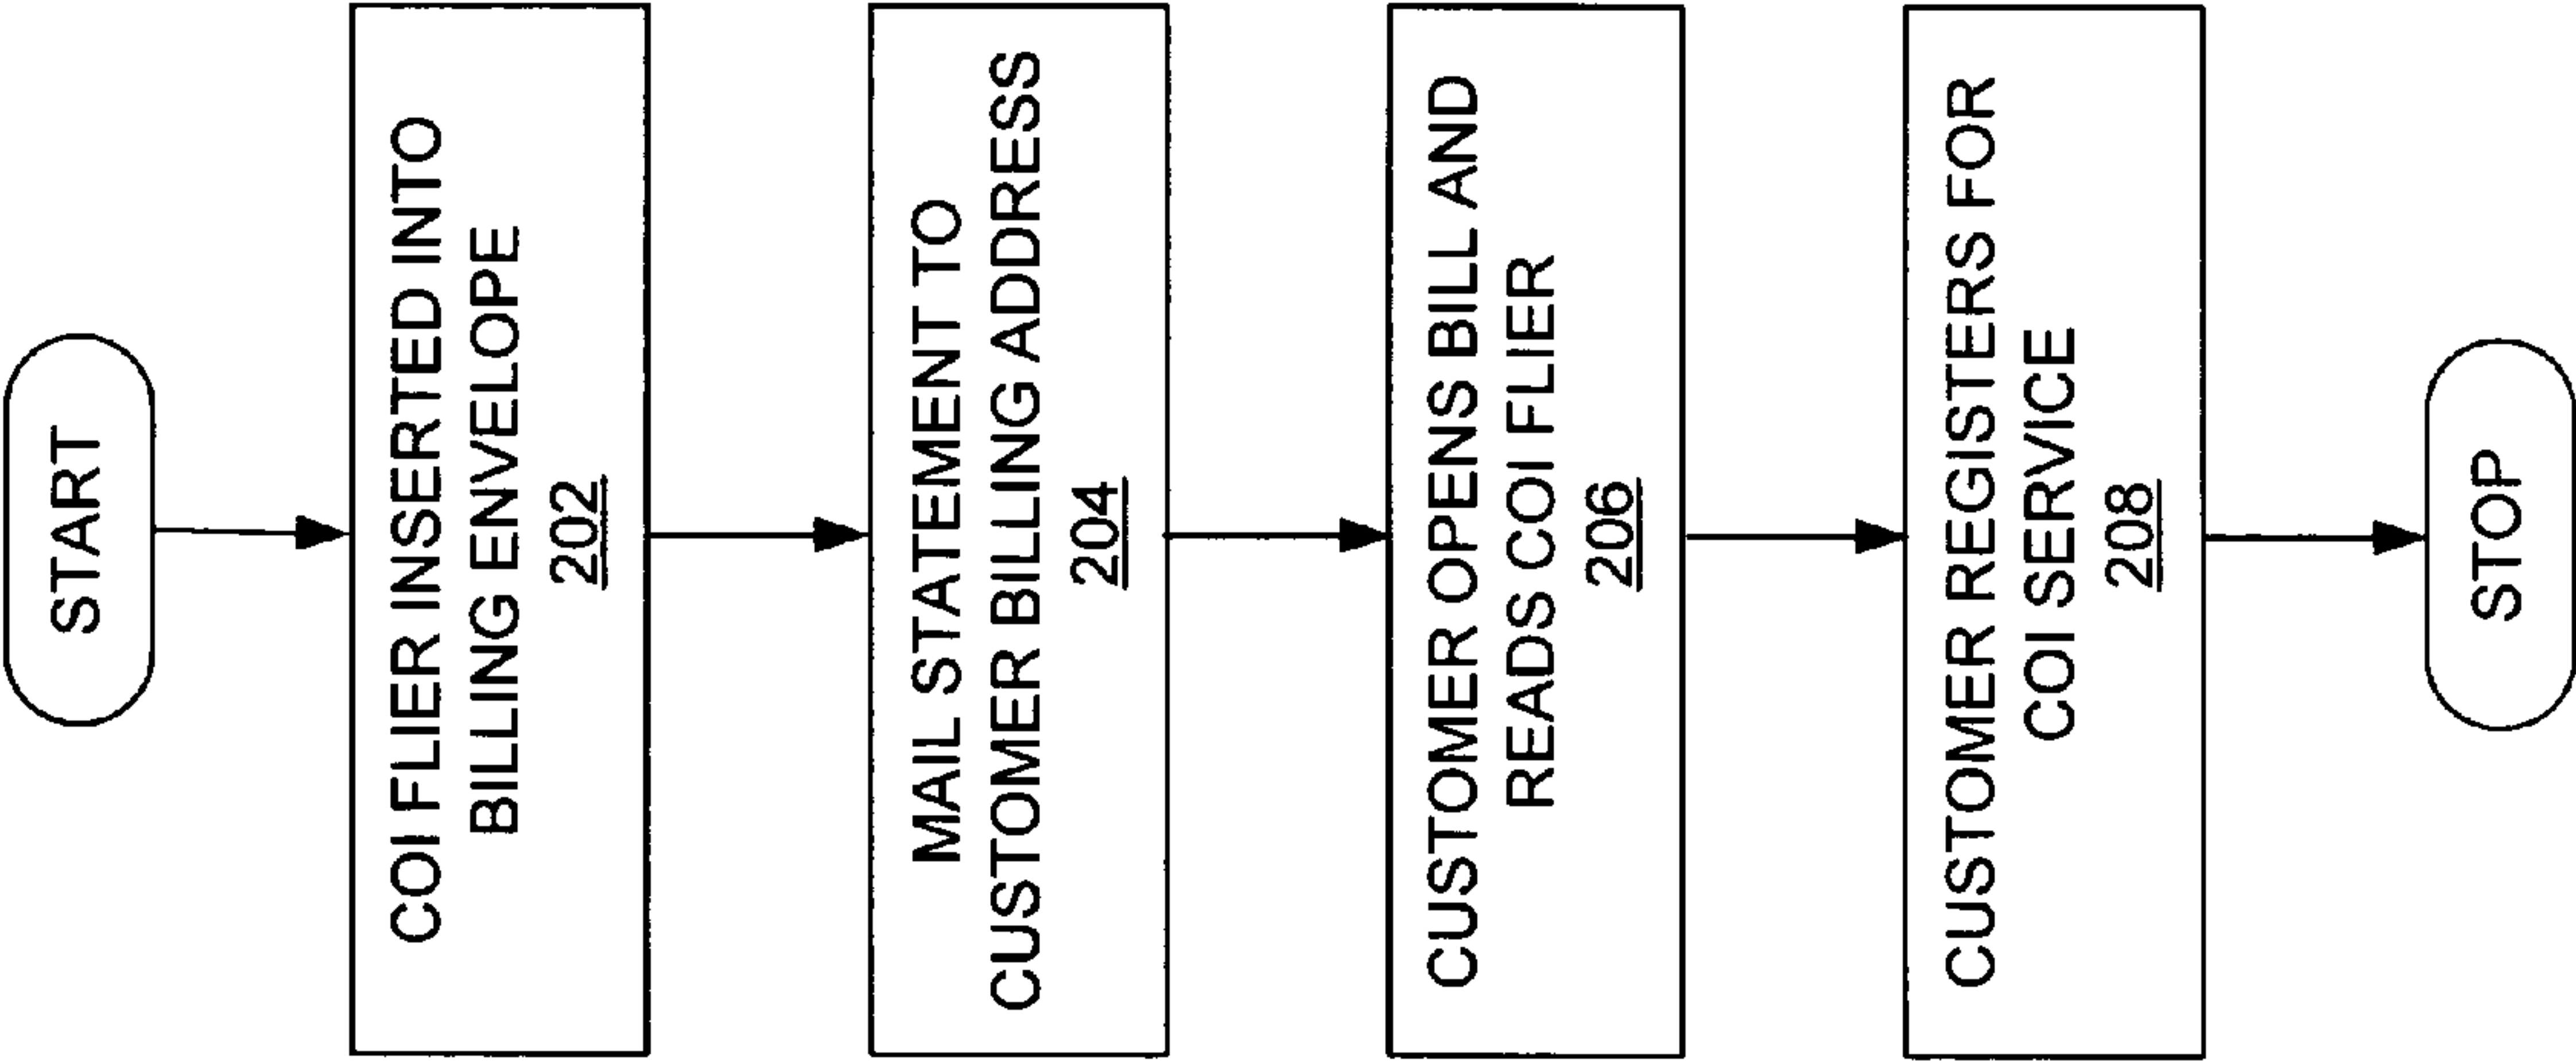 START
COI FLIER INSERTED INTO
BILLING ENVELOPE
202
MAIL STATEMENT TO
CUSTOMER BILLING ADDRESS
204
CUSTOMER OPENS BILL AND
READS COI FLIER
206
CUSTOMER REGISTERS FOR
COI SERVICE
208
STOP